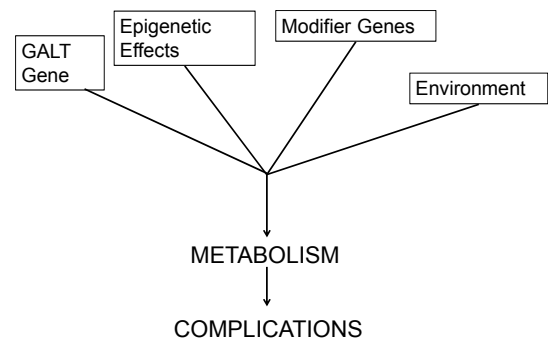 GALT
Gene
Epigenetic
Effects
Modifier Genes
Environment
METABOLISM
COMPLICATIONS